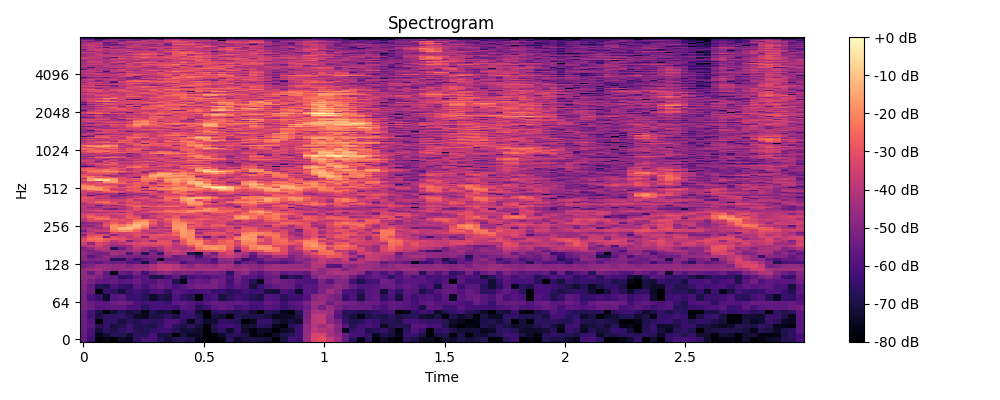 Spectrogram
Hz
4096
2048
1024
512
256
128
64
0
0 0.5 1 1.5 2 2.5
Time
+0 dB
-10 dB
-20 dB
-30 dB
-40 dB
-50 dB
-60 dB
-70 dB
-80 dB